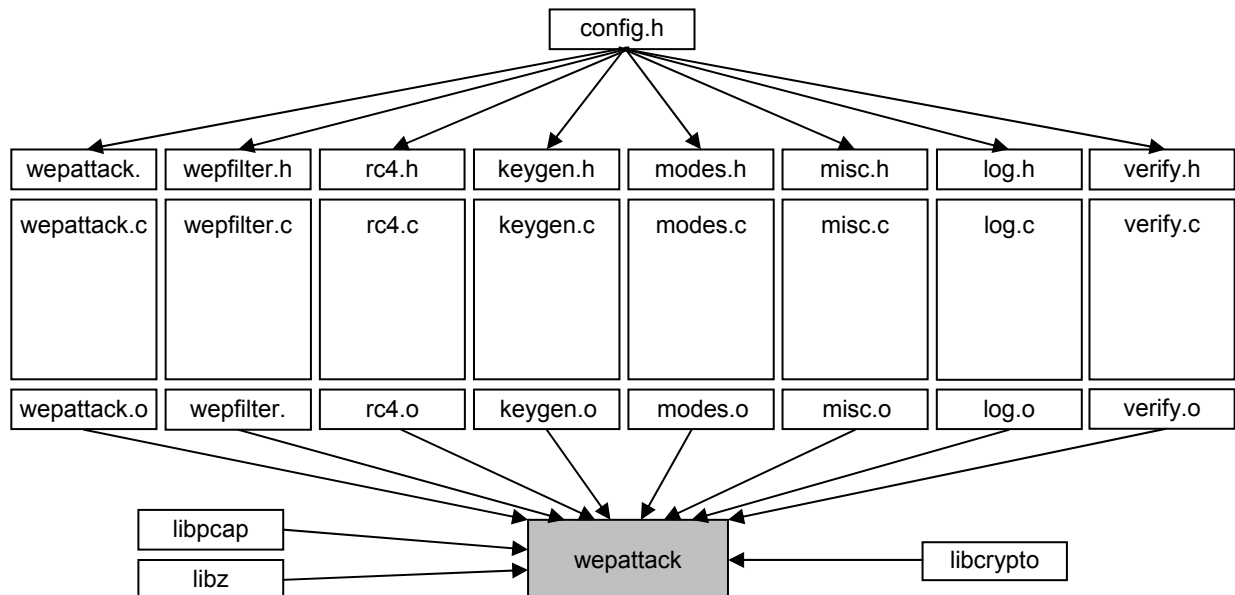 config.h
wepattack.
wepfilter.h
rc4.h
keygen.h
modes.h
misc.h
log.h
verify.h
wepattack.c
wepfilter.c
rc4.c
keygen.c
modes.c
misc.c
log.c
verify.c
wepattack.o
wepfilter.
rc4.o
keygen.o
modes.o
misc.o
log.o
verify.o
libpcap
wepattack
libcrypto
libz